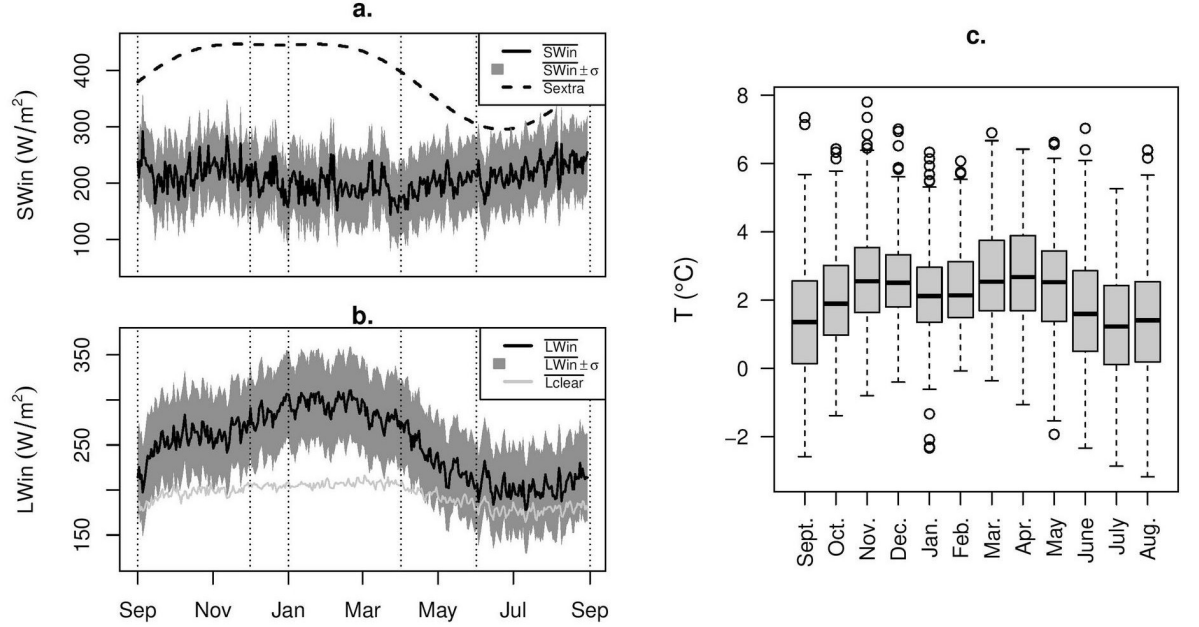 a.
SWin (W/m²)
400
300
200
100
SWin
SWin ± σ
Sextra
b.
LWin (W/m²)
350
250
150
LWin
LWin ± σ
Lclear
Sep Nov Jan Mar May Jul Sep
c.
T (°C)
8
6
4
2
0
−2
Sept. Oct. Nov. Dec. Jan. Feb. Mar. Apr. May June July Aug.